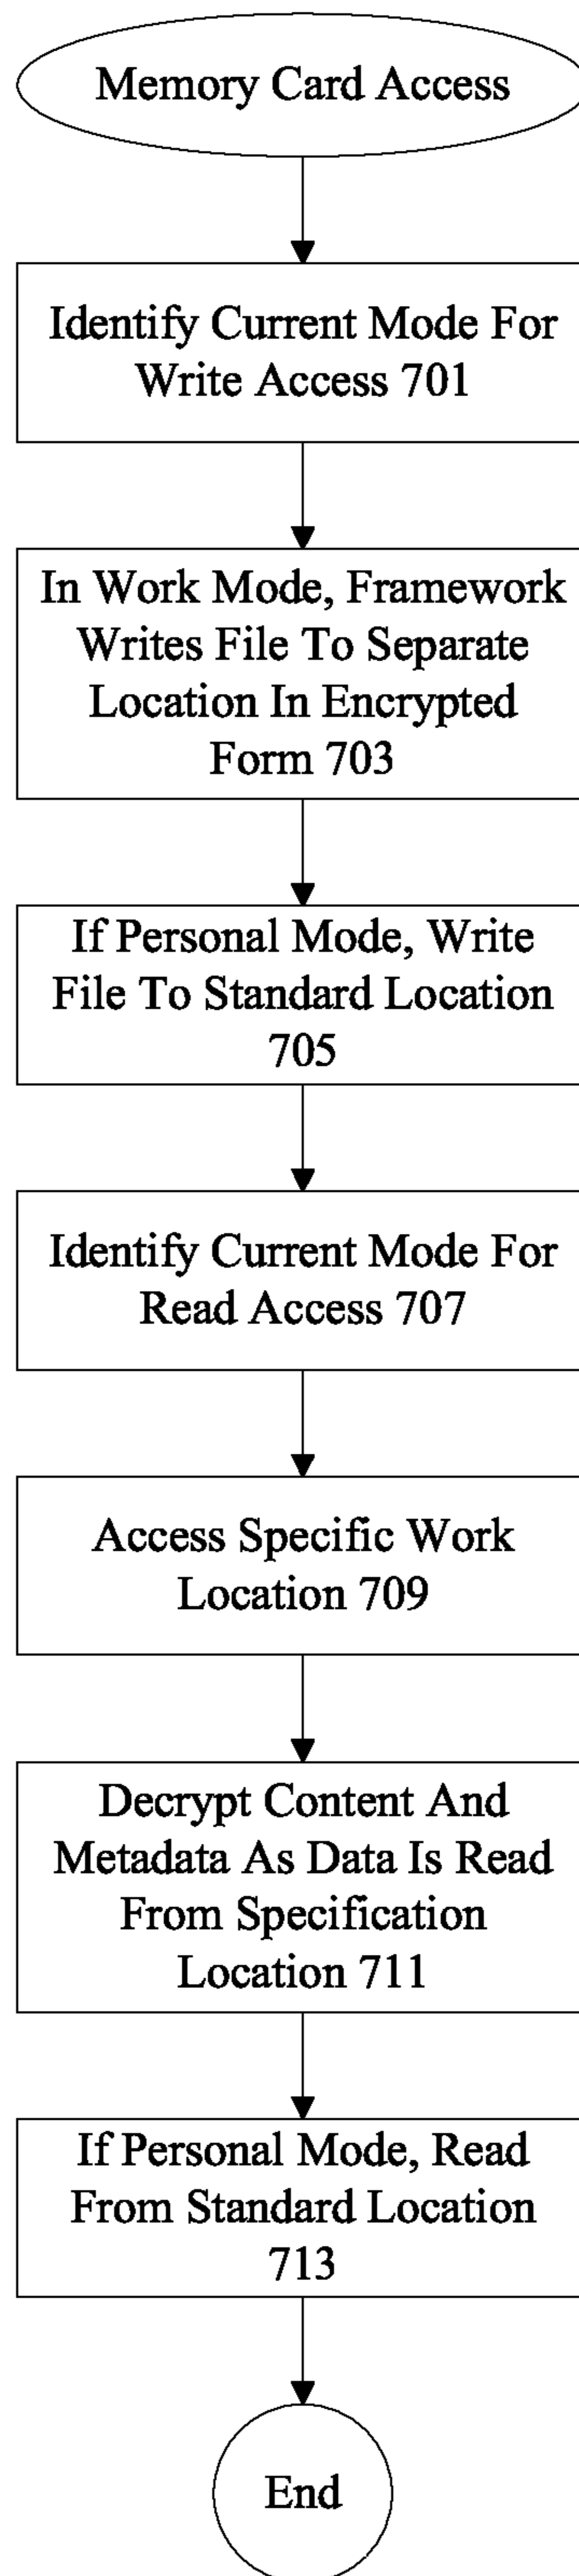 Memory Card Access
Identify Current Mode For
Write Access 701
In Work Mode, Framework
Writes File To Separate
Location In Encrypted
Form 703
If Personal Mode, Write
File To Standard Location
705
Identify Current Mode For
Read Access 707
Access Specific Work
Location 709
Decrypt Content And
Metadata As Data Is Read
From Specification
Location 711
If Personal Mode, Read
From Standard Location
713
End